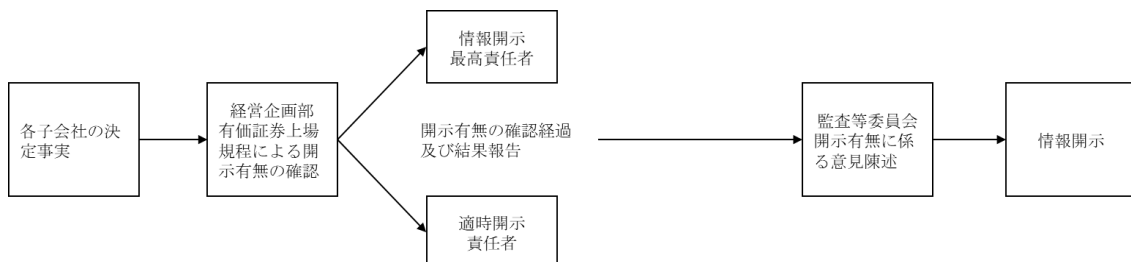 各子会社の決
定事実
経営企画部
有価証券上場
規程による開
示有無の確認
情報開示
最高責任者
開示有無の確認経過
及び結果報告
適時開示
責任者
監査等委員会
開示有無に係
る意見陳述
情報開示